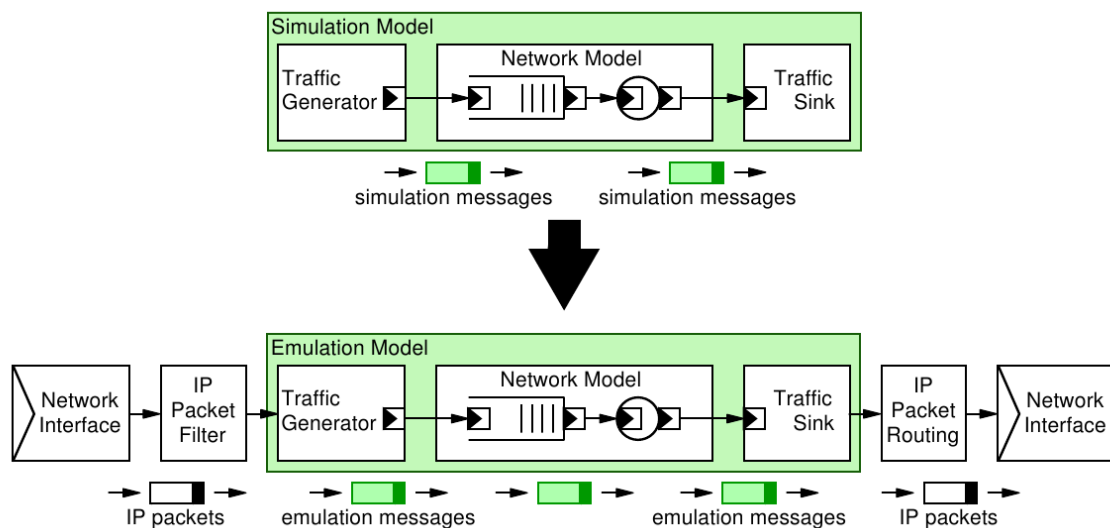 Simulation Model
Traffic
Generator
Network Model
Traffic
Sink
simulation messages
simulation messages
Emulation Model
Network
Interface
IP
Packet
Filter
Traffic
Generator
Network Model
Traffic
Sink
IP
Packet
Routing
Network
Interface
IP packets
emulation messages
emulation messages
IP packets